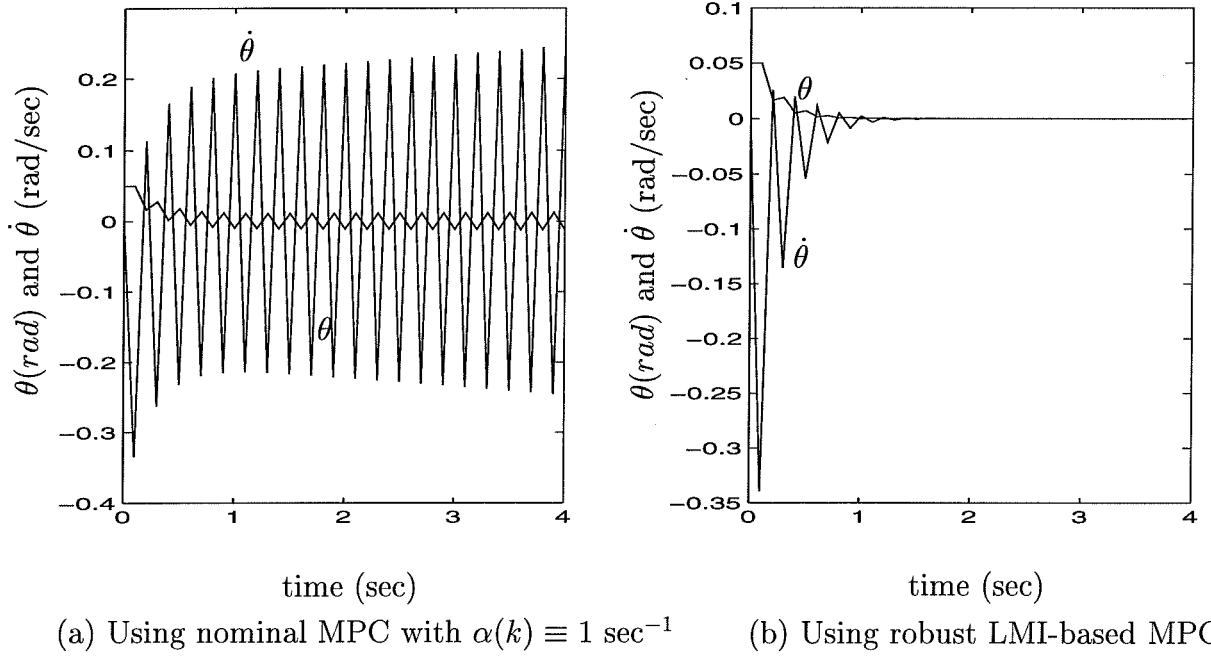 θ̇
0.2
0.1
0
−0.1
−0.2
−0.3
−0.4
θ
0 1 2 3 4
θ(rad) and θ̇ (rad/sec)
time (sec)
(a) Using nominal MPC with α(k) ≡ 1 sec⁻¹
0.1
0.05
0
−0.05
−0.1
−0.15
−0.2
−0.25
−0.3
−0.35
θ
θ̇
0 1 2 3 4
θ(rad) and θ̇ (rad/sec)
time (sec)
(b) Using robust LMI-based MPC